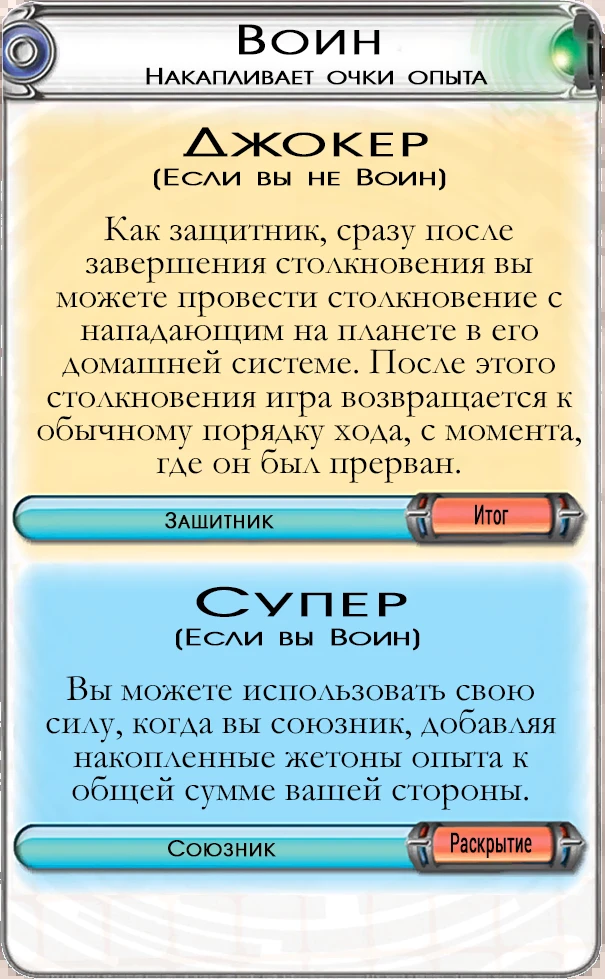 Воин
Накапливает очки опыта
Джокер
(Если вы не Воин)
Как защитник, сразу после
завершения столкновения вы
можете провести столкновение с
нападающим на планете в его
домашней системе. После этого
столкновения игра возвращается к
обычному порядку хода, с момента,
где он был прерван.
Защитник
Итог
Супер
(Если вы Воин)
Вы можете использовать свою
силу, когда вы союзник, добавляя
накопленные жетоны опыта к
общей сумме вашей стороны.
Союзник
Раскрытие